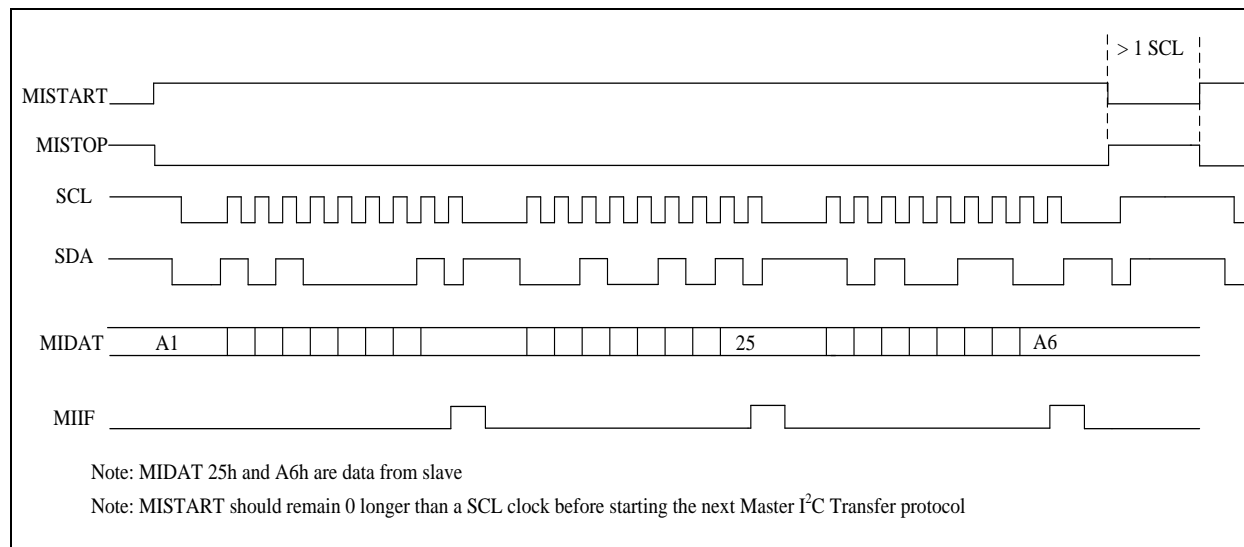 > 1 SCL
MISTART
MISTOP
SCL
SDA
MIDAT A1 25 A6
MIIF
Note: MIDAT 25h and A6h are data from slave
Note: MISTART should remain 0 longer than a SCL clock before starting the next Master I²C Transfer protocol